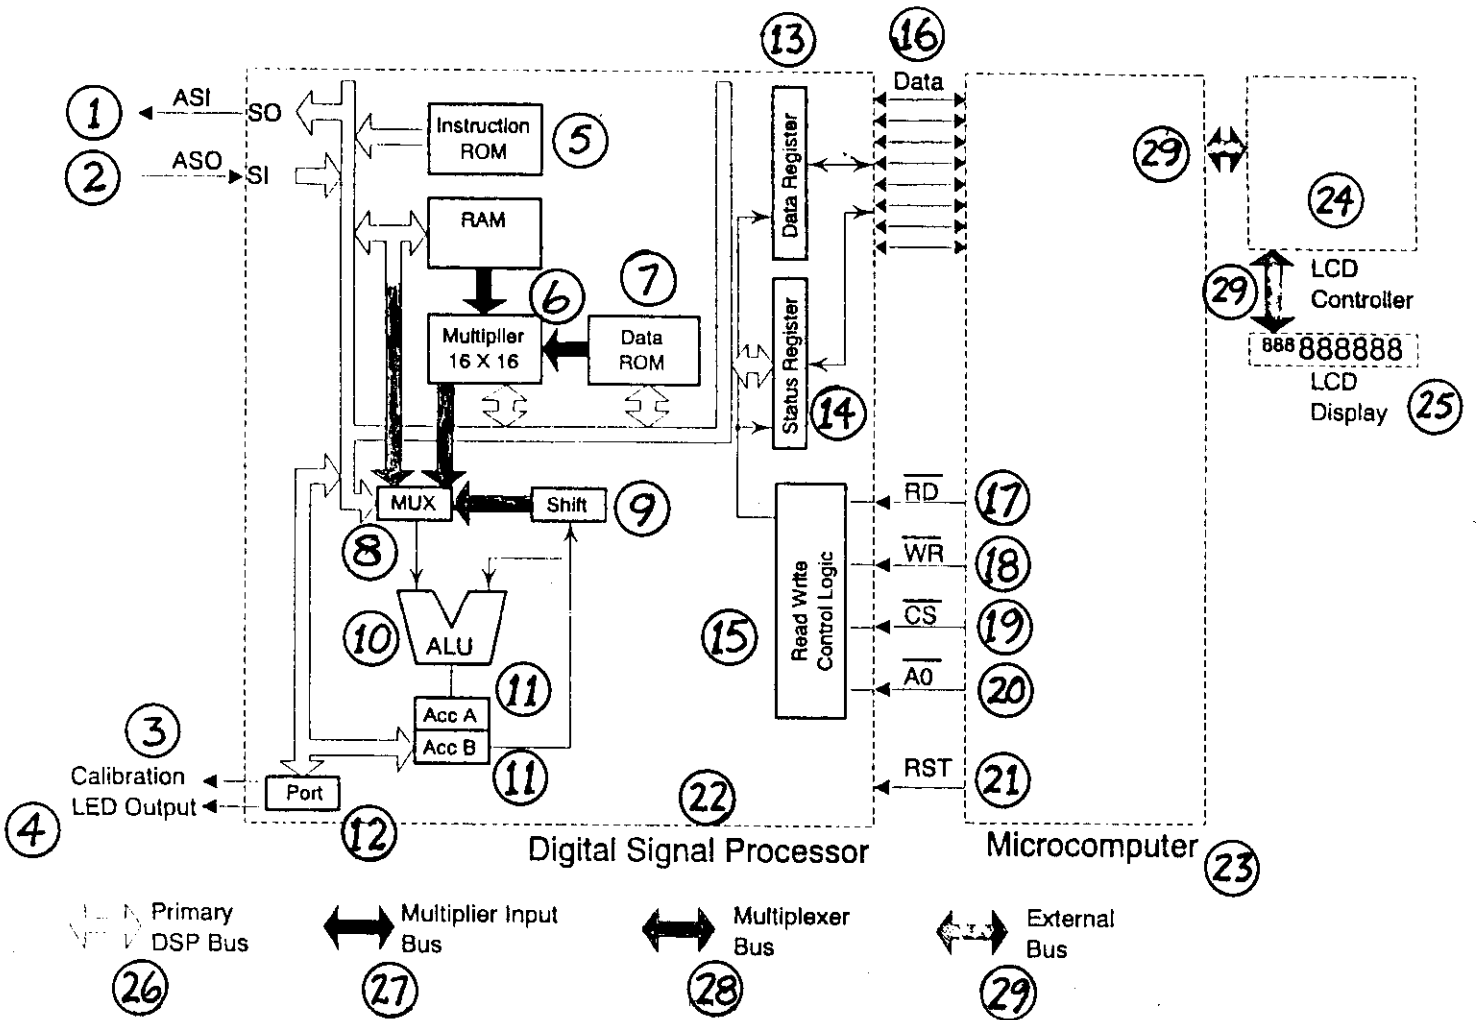 13
16
Data
1
ASI
SO
Instruction
ROM
5
2
ASO
SI
RAM
Data Register
29
24
6
7
29
LCD
Controller
Multiplier
16 X 16
Data
ROM
Status Register
888 888888
LCD
Display
25
14
MUX
Shift
9
RD
17
8
WR
18
10
ALU
15
Read Write
Control Logic
CS
19
11
A0
20
Acc A
Acc B
11
3
Calibration
LED Output
4
Port
12
22
RST
21
Digital Signal Processor
Microcomputer
23
Primary
DSP Bus
26
Multiplier Input
Bus
27
Multiplexer
Bus
28
External
Bus
29